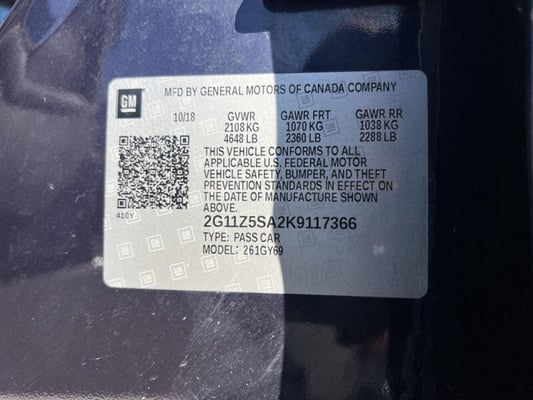 MFD BY GENERAL MOTORS OF CANADA COMPANY
GM
10/18 GVWR GAWR FRT GAWR RR
2108 KG 1070 KG 1038 KG
4648 LB 2360 LB 2288 LB
THIS VEHICLE CONFORMS TO ALL
APPLICABLE U.S. FEDERAL MOTOR
VEHICLE SAFETY, BUMPER, AND THEFT
PREVENTION STANDARDS IN EFFECT ON
THE DATE OF MANUFACTURE SHOWN
ABOVE.
410Y
2G11Z5SA2K9117366
TYPE: PASS CAR
MODEL: 261GY69